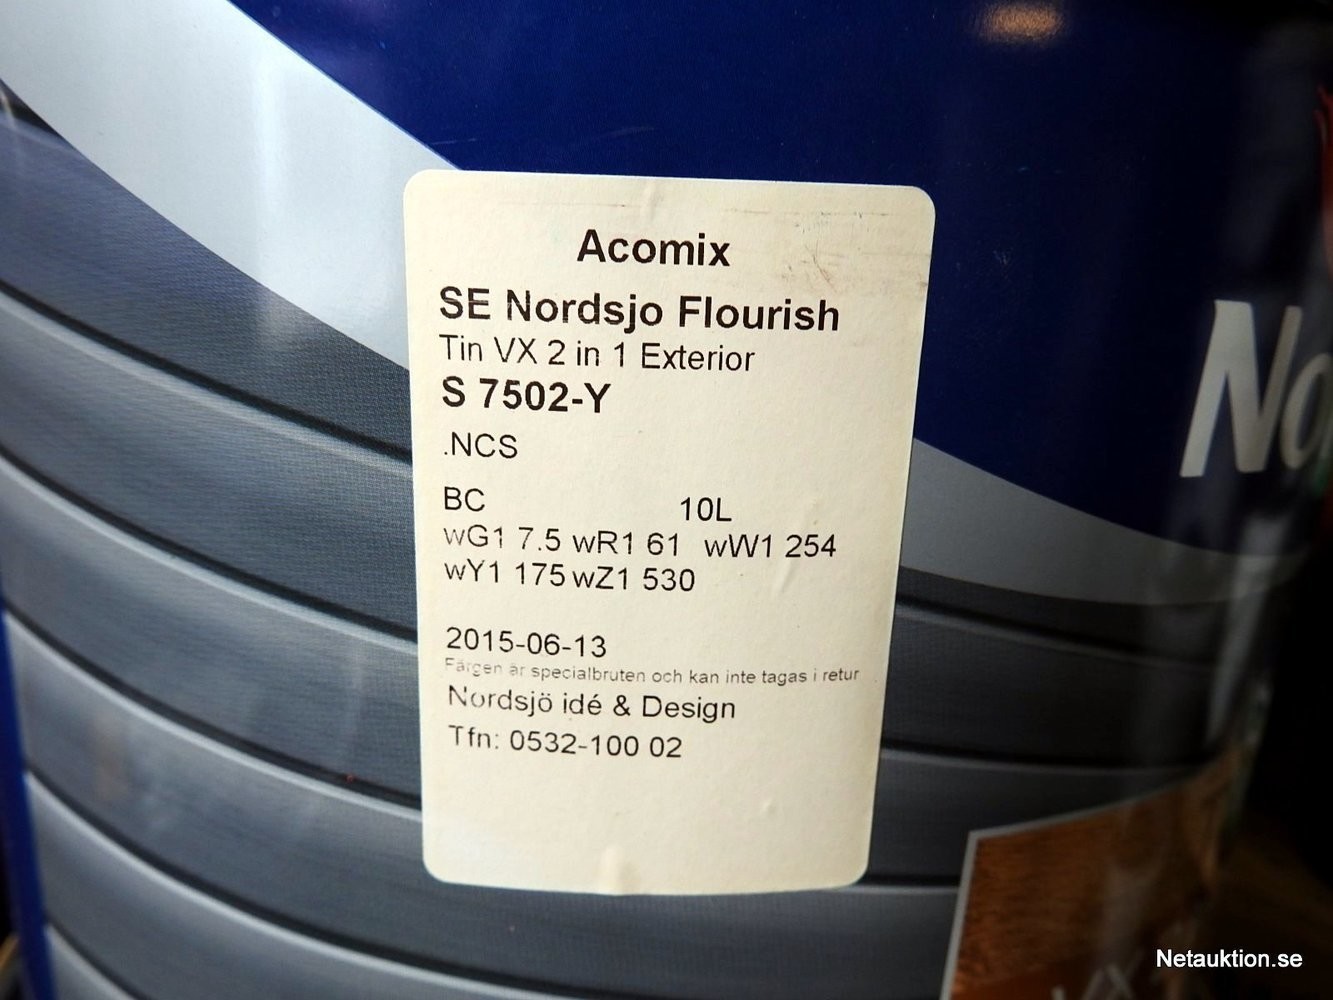 Acomix
SE Nordsjo Flourish
Tin VX 2 in 1 Exterior
S 7502-Y
.NCS
BC 10L
wG1 7.5 wR1 61 wW1 254
wY1 175 wZ1 530
2015-06-13
Färgen är specialbruten och kan inte tagas i retur
Nordsjö idé & Design
Tfn: 0532-100 02
No
Netauktion.se